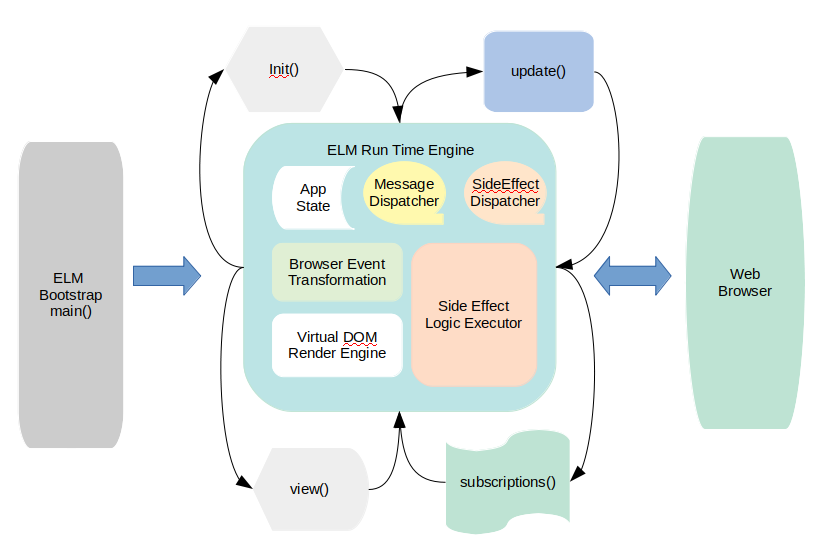 Init()
update()
ELM Run Time Engine
App
State
Message
Dispatcher
SideEffect
Dispatcher
ELM
Bootstrap
main()
Browser Event
Transformation
Side Effect
Logic Executor
Web
Browser
Virtual DOM
Render Engine
view()
subscriptions()